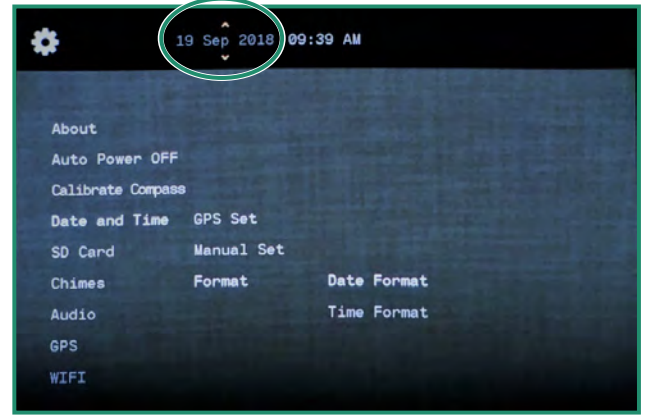 19 Sep 2018 09:39 AM
About
Auto Power OFF
Calibrate Compass
Date and Time GPS Set
SD Card Manual Set
Chimes Format Date Format
Audio Time Format
GPS
WIFI